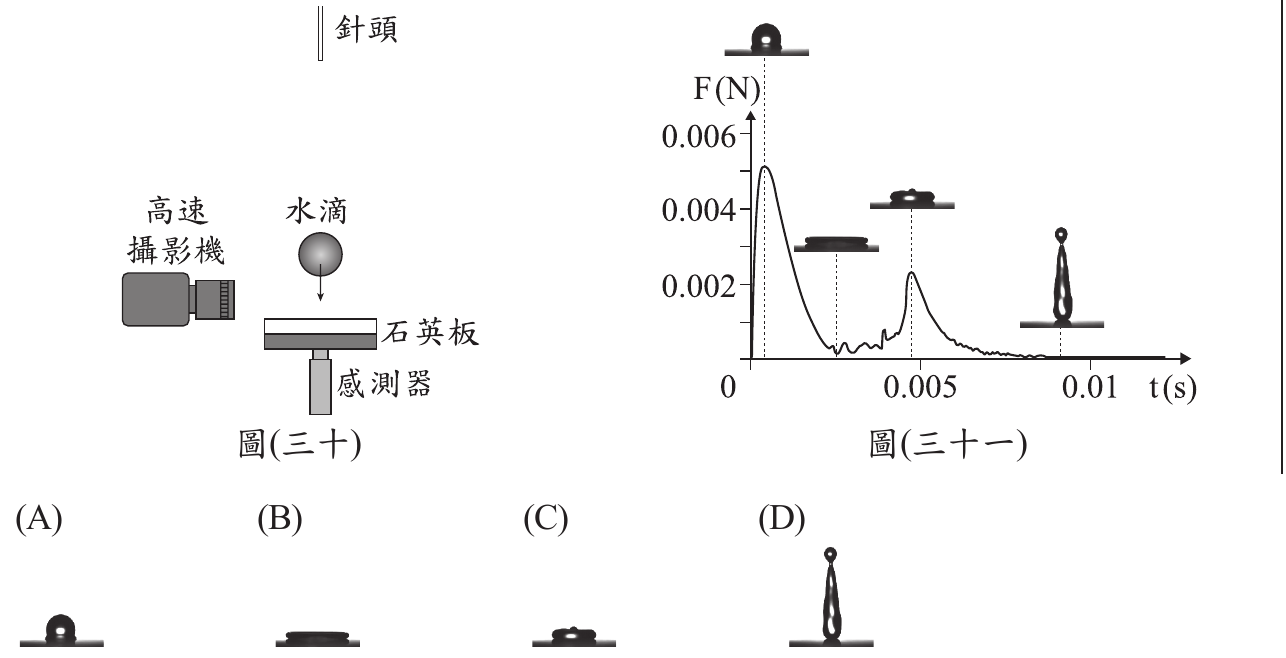 針頭
高速
攝影機
水滴
石英板
感測器
圖(三十)
F(N)
0.006
0.004
0.002
0
0.005
0.01
t(s)
圖(三十一)
(A)
(B)
(C)
(D)